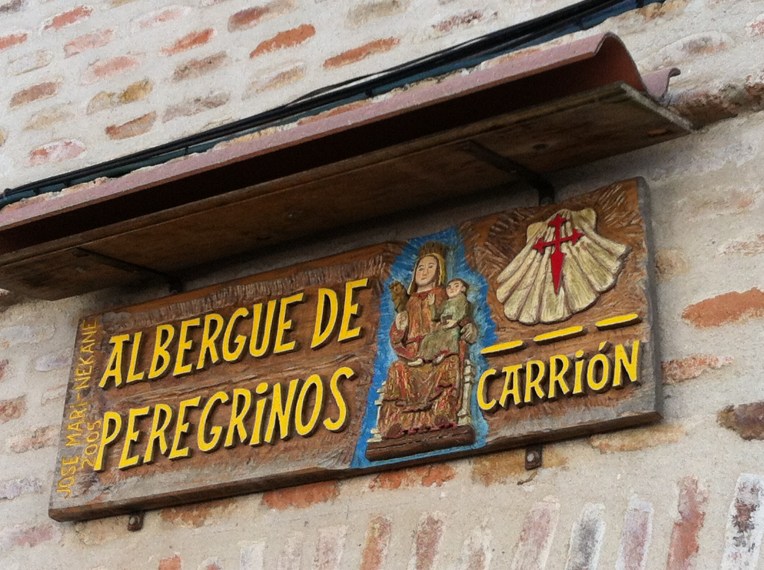 JOSE MARI-NEKANE
2005
ALBERGUE DE
PEREGRiNOS
CARRiÓN